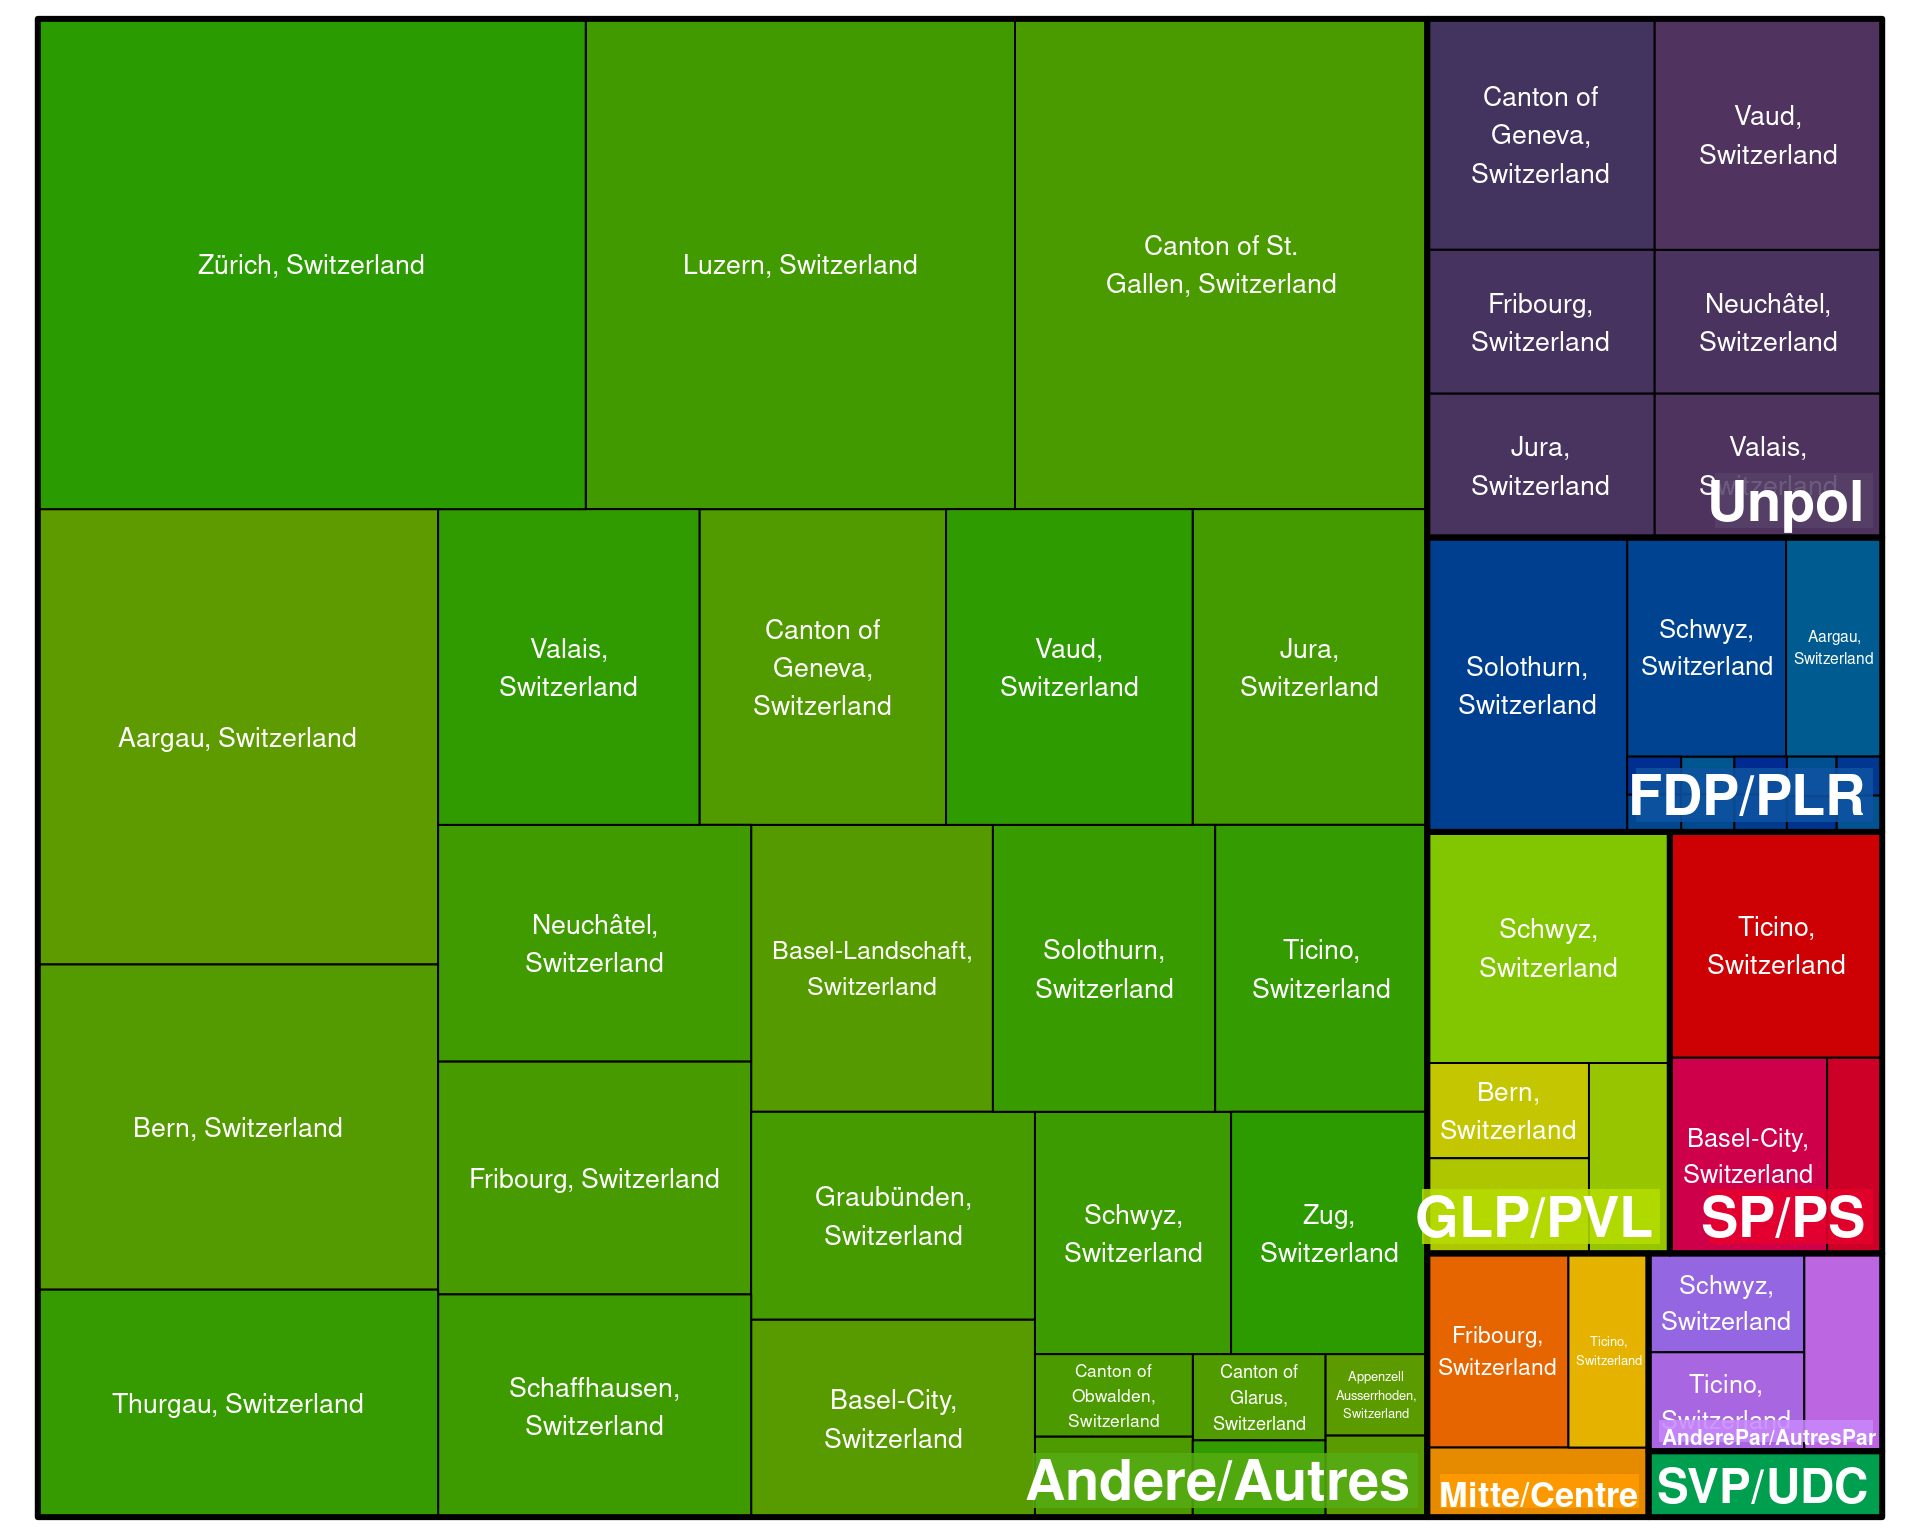 Zürich, Switzerland
Luzern, Switzerland
Canton of St.
Gallen, Switzerland
Aargau, Switzerland
Valais,
Switzerland
Canton of
Geneva,
Switzerland
Vaud,
Switzerland
Jura,
Switzerland
Bern, Switzerland
Neuchâtel,
Switzerland
Basel-Landschaft,
Switzerland
Solothurn,
Switzerland
Ticino,
Switzerland
Fribourg, Switzerland
Graubünden,
Switzerland
Schwyz,
Switzerland
Zug,
Switzerland
Thurgau, Switzerland
Schaffhausen,
Switzerland
Basel-City,
Switzerland
Canton of
Obwalden,
Switzerland
Canton of
Glarus,
Switzerland
Appenzell
Ausserrhoden,
Switzerland
Andere/Autres
Canton of
Geneva,
Switzerland
Vaud,
Switzerland
Fribourg,
Switzerland
Neuchâtel,
Switzerland
Jura,
Switzerland
Valais,
Switzerland
Unpol
Solothurn,
Switzerland
Schwyz,
Switzerland
Aargau,
Switzerland
FDP/PLR
Schwyz,
Switzerland
Bern,
Switzerland
GLP/PVL
Ticino,
Switzerland
Basel-City,
Switzerland
SP/PS
Fribourg,
Switzerland
Ticino,
Switzerland
Mitte/Centre
Schwyz,
Switzerland
Ticino,
Switzerland
AnderePar/AutresPar
SVP/UDC